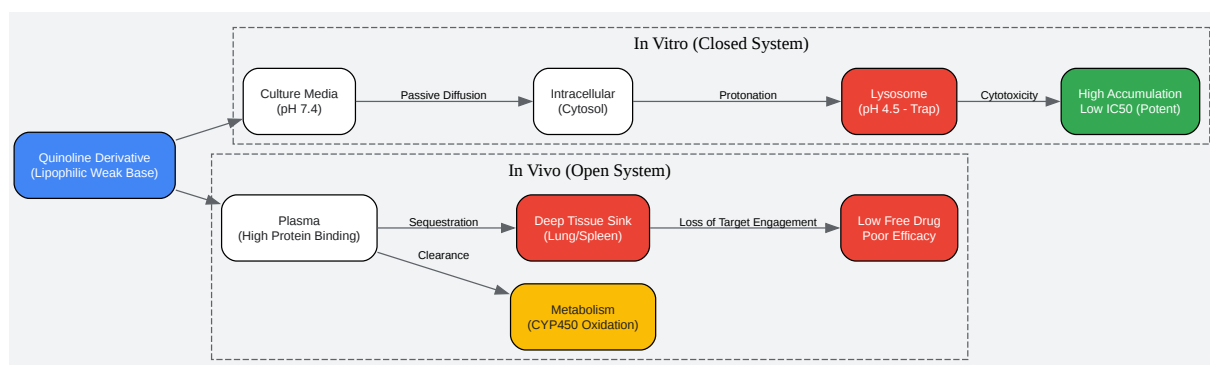 In Vitro (Closed System)
Culture Media
(pH 7.4)
Passive Diffusion
Intracellular
(Cytosol)
Protonation
Lysosome
(pH 4.5 - Trap)
Cytotoxicity
High Accumulation
Low IC50 (Potent)
Quinoline Derivative
(Lipophilic Weak Base)
In Vivo (Open System)
Plasma
(High Protein Binding)
Sequestration
Deep Tissue Sink
(Lung/Spleen)
Loss of Target Engagement
Low Free Drug
Poor Efficacy
Clearance
Metabolism
(CYP450 Oxidation)